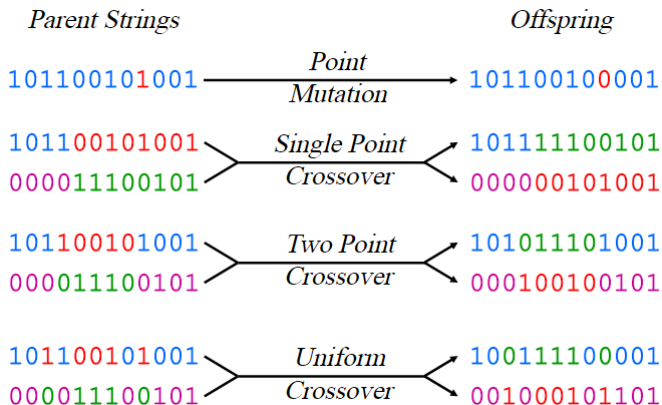 Parent Strings Offspring
101100101001 Point 101100100001
Mutation
101100101001 Single Point 101111100101
000011100101 Crossover 000000101001
101100101001 Two Point 101011101001
000011100101 Crossover 000100100101
101100101001 Uniform 100111100001
000011100101 Crossover 001000101101